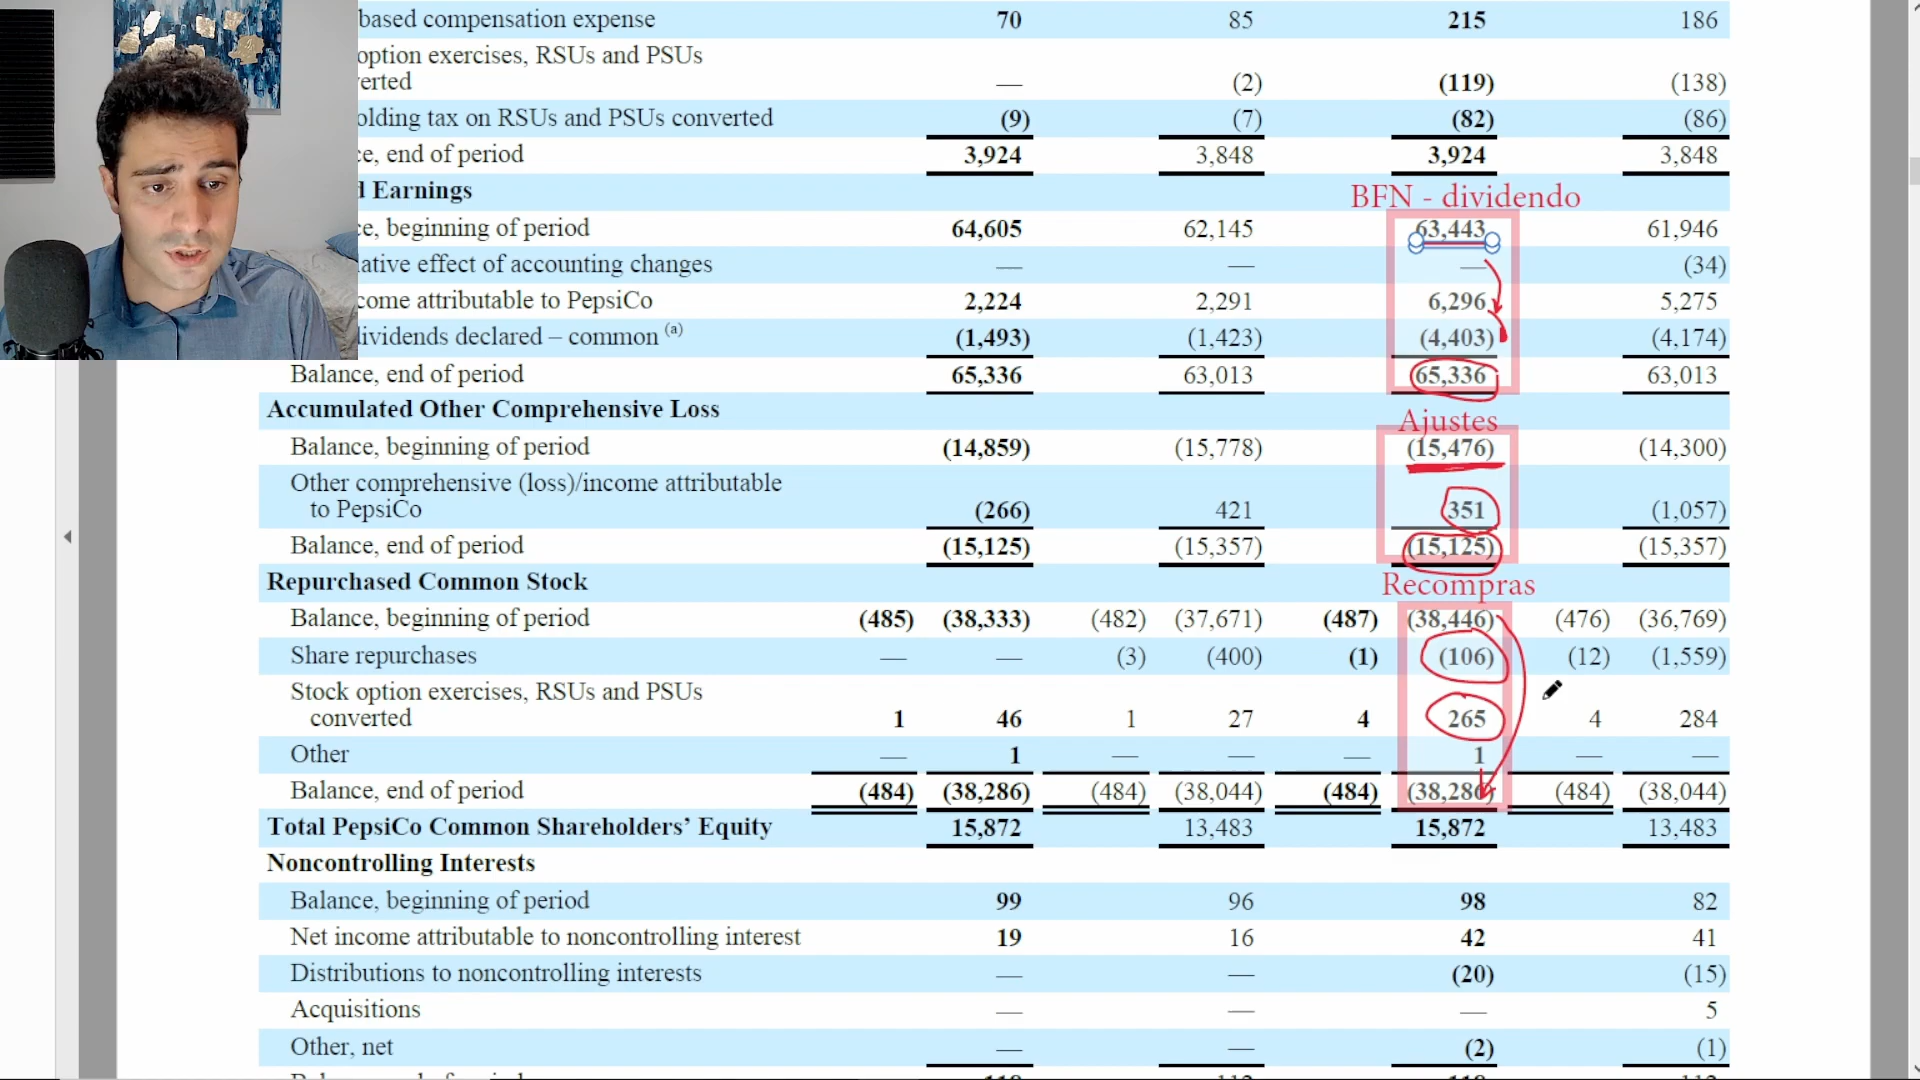 based compensation expense 70 85 215 186
option exercises, RSUs and PSUs
verted — (2) (119) (138)
olding tax on RSUs and PSUs converted (9) (7) (82) (86)
ce, end of period 3,924 3,848 3,924 3,848
d Earnings BFN - dividendo
ce, beginning of period 64,605 62,145 63,443 61,946
ative effect of accounting changes — — — (34)
come attributable to PepsiCo 2,224 2,291 6,296 5,275
ividends declared – common (a) (1,493) (1,423) (4,403) (4,174)
Balance, end of period 65,336 63,013 65,336 63,013
Accumulated Other Comprehensive Loss Ajustes
Balance, beginning of period (14,859) (15,778) (15,476) (14,300)
Other comprehensive (loss)/income attributable
to PepsiCo (266) 421 351 (1,057)
Balance, end of period (15,125) (15,357) (15,125) (15,357)
Repurchased Common Stock Recompras
Balance, beginning of period (485) (38,333) (482) (37,671) (487) (38,446) (476) (36,769)
Share repurchases — — (3) (400) (1) (106) (12) (1,559)
Stock option exercises, RSUs and PSUs
converted 1 46 1 27 4 265 4 284
Other — 1 — — — 1 — —
Balance, end of period (484) (38,286) (484) (38,044) (484) (38,286) (484) (38,044)
Total PepsiCo Common Shareholders’ Equity 15,872 13,483 15,872 13,483
Noncontrolling Interests
Balance, beginning of period 99 96 98 82
Net income attributable to noncontrolling interest 19 16 42 41
Distributions to noncontrolling interests — — (20) (15)
Acquisitions — — — 5
Other, net — — (2) (1)